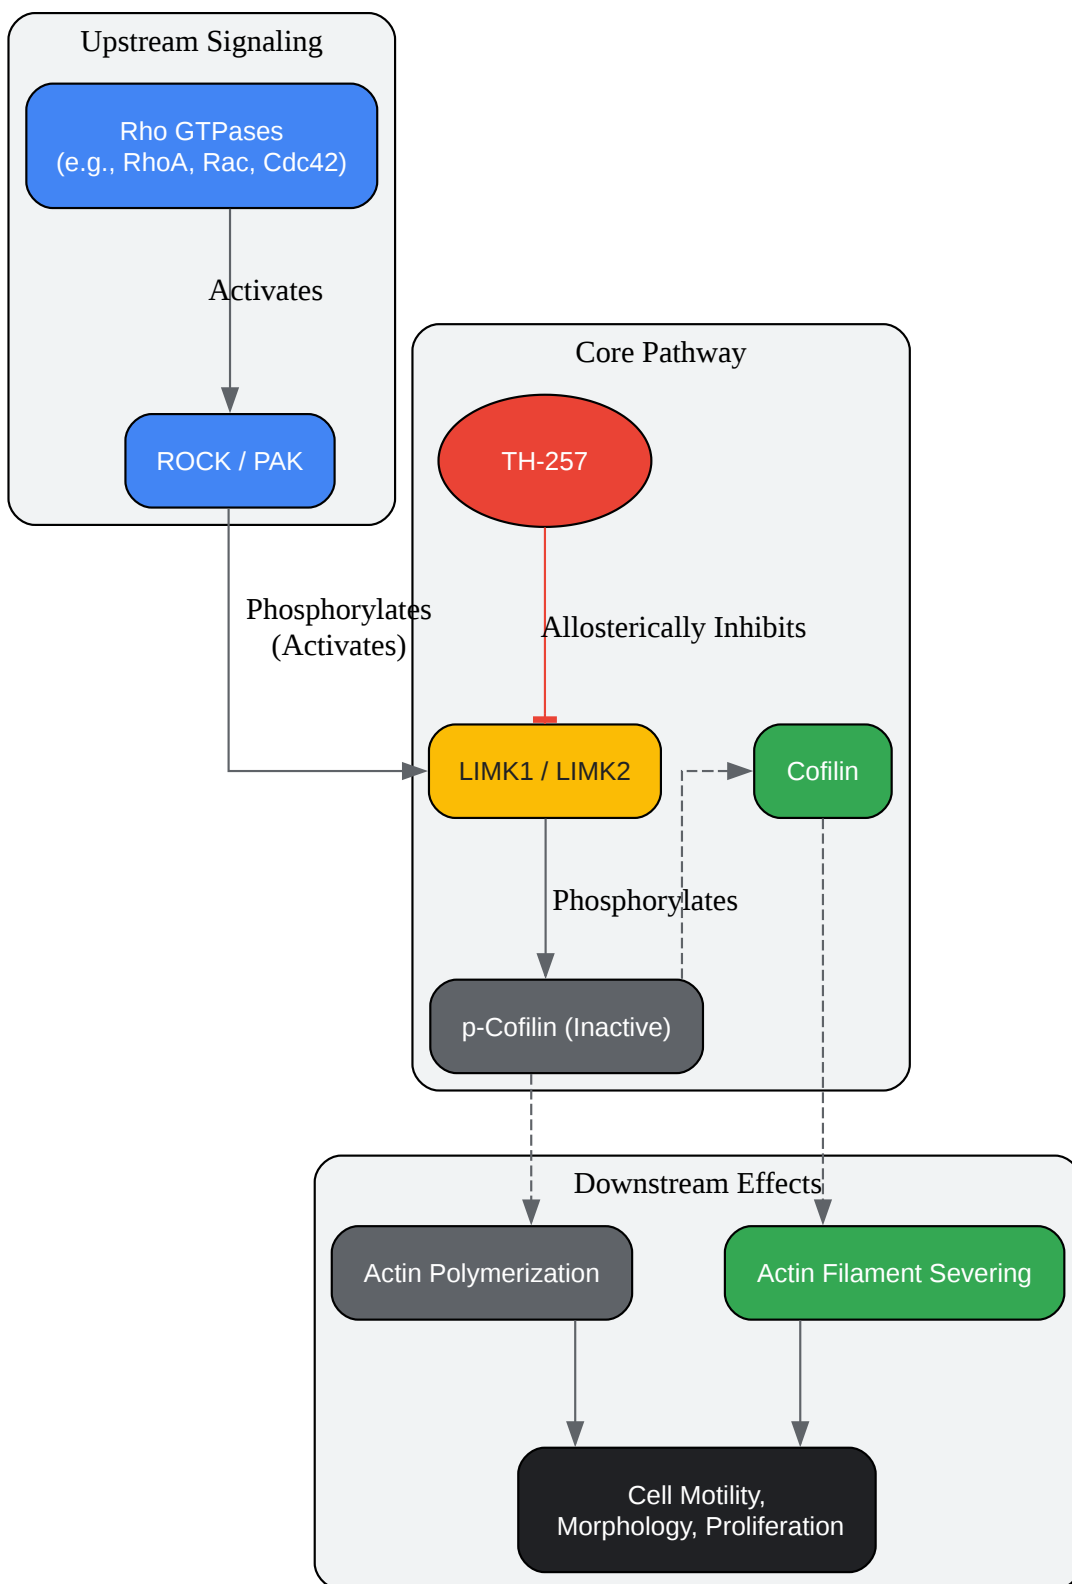 Upstream Signaling
Rho GTPases
(e.g., RhoA, Rac, Cdc42)
Activates
ROCK / PAK
Core Pathway
TH-257
Phosphorylates
(Activates)
Allosterically Inhibits
LIMK1 / LIMK2
Cofilin
Phosphorylates
p-Cofilin (Inactive)
Downstream Effects
Actin Polymerization
Actin Filament Severing
Cell Motility,
Morphology, Proliferation